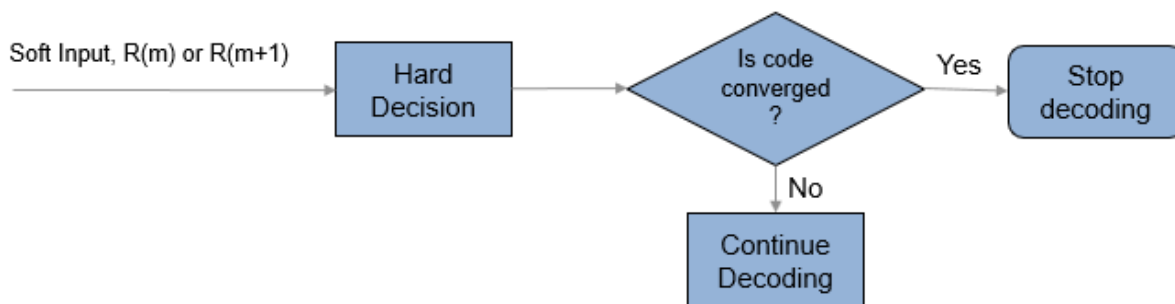 Soft Input, R(m) or R(m+1)
Hard
Decision
Is code
converged
?
Yes
Stop
decoding
No
Continue
Decoding